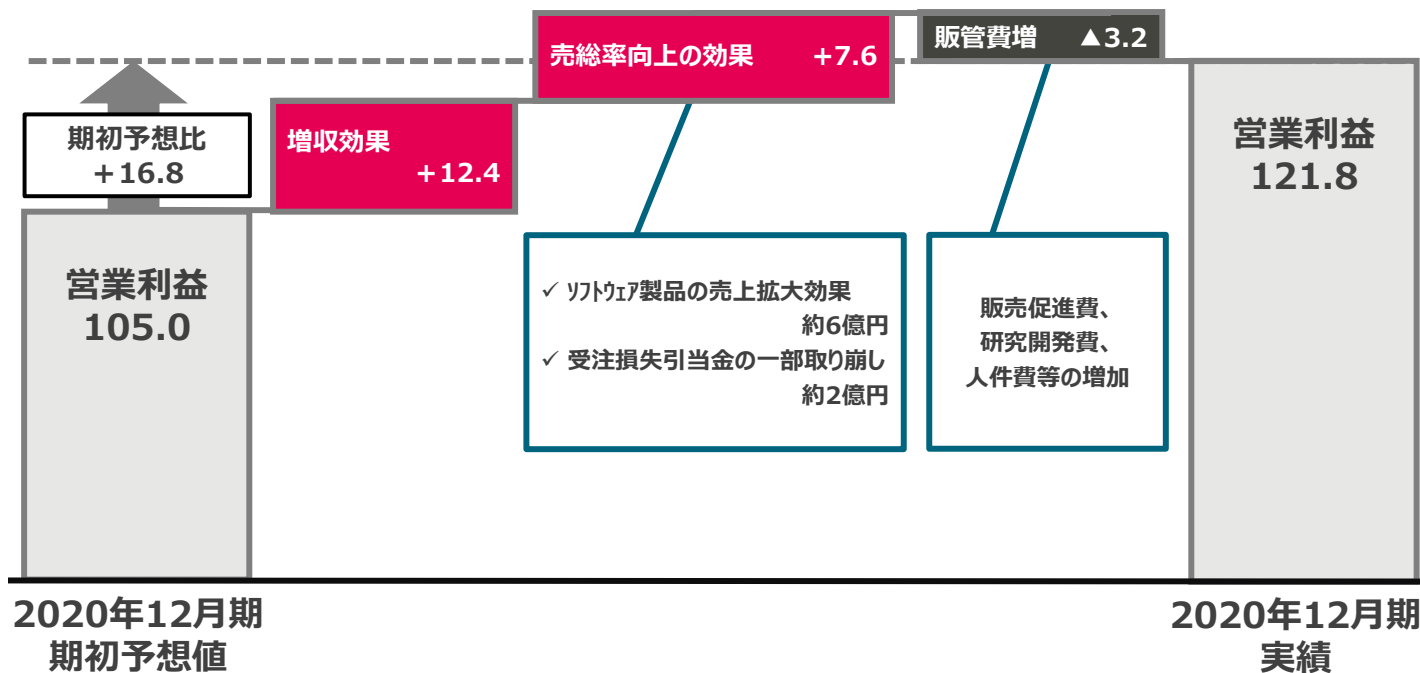 売総率向上の効果 +7.6
販管費増 ▲3.2
期初予想比
+16.8
増収効果
+12.4
営業利益
121.8
営業利益
105.0
✓ ｿﾌﾄｳｪｱ製品の売上拡大効果
約6億円
✓ 受注損失引当金の一部取り崩し
約2億円
販売促進費、
研究開発費、
人件費等の増加
2020年12月期
期初予想値
2020年12月期
実績